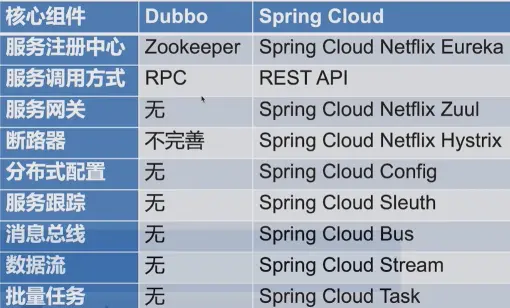 核心组件 Dubbo Spring Cloud
服务注册中心 Zookeeper Spring Cloud Netflix Eureka
服务调用方式 RPC REST API
服务网关 无 Spring Cloud Netflix Zuul
断路器 不完善 Spring Cloud Netflix Hystrix
分布式配置 无 Spring Cloud Config
服务跟踪 无 Spring Cloud Sleuth
消息总线 无 Spring Cloud Bus
数据流 无 Spring Cloud Stream
批量任务 无 Spring Cloud Task